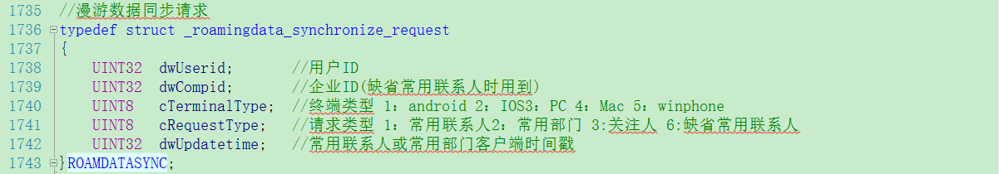 1735 //漫游数据同步请求
1736 typedef struct _roamingdata_synchronize_request
1737 {
1738 UINT32 dwUserid; //用户ID
1739 UINT32 dwCompid; //企业ID(缺省常用联系人时用到)
1740 UINT8 cTerminalType; //终端类型 1：android 2：IOS3：PC 4：Mac 5：winphone
1741 UINT8 cRequestType; //请求类型 1：常用联系人2：常用部门 3:关注人 6:缺省常用联系人
1742 UINT32 dwUpdatetime; //常用联系人或常用部门客户端时间戳
1743 }ROAMDATASYNC;